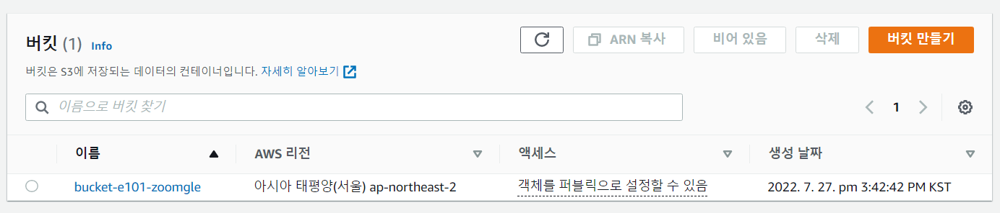 버킷 (1) Info
ARN 복사 비어 있음 삭제 버킷 만들기
버킷은 S3에 저장되는 데이터의 컨테이너입니다. 자세히 알아보기
이름으로 버킷 찾기
1
이름 AWS 리전 액세스 생성 날짜
bucket-e101-zoomgle 아시아 태평양(서울) ap-northeast-2 객체를 퍼블릭으로 설정할 수 있음 2022. 7. 27. pm 3:42:42 PM KST